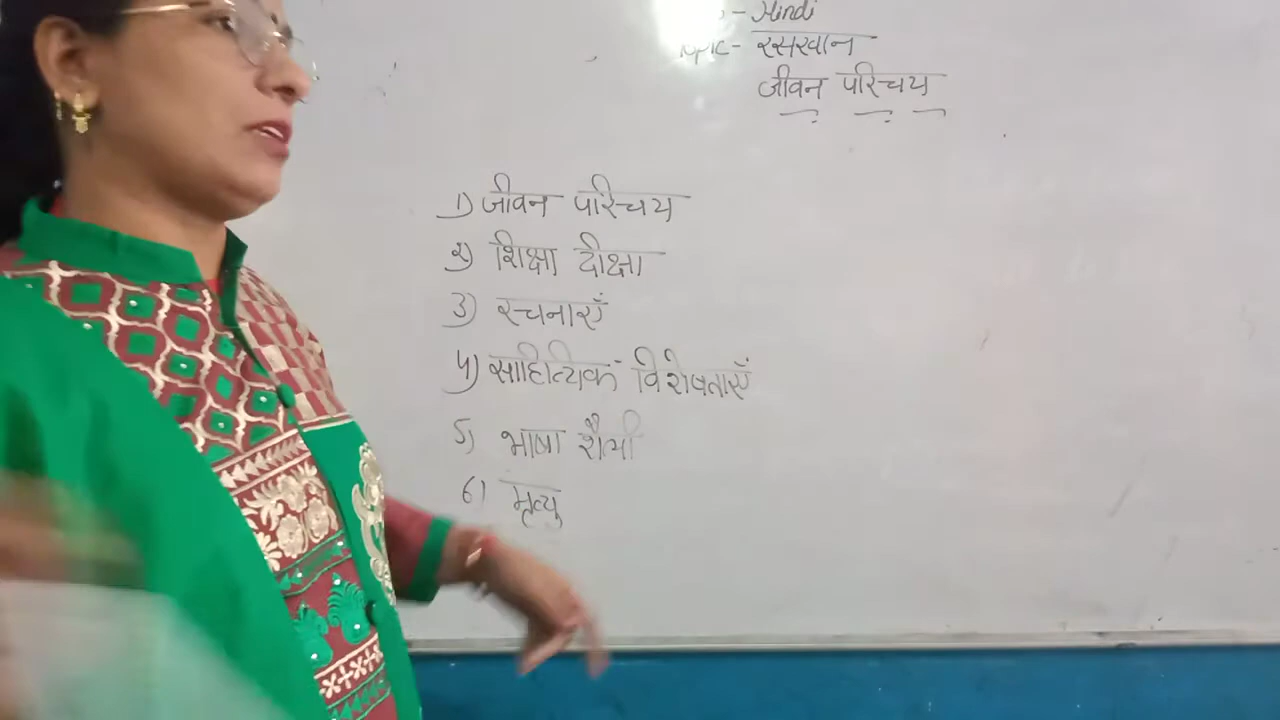 - Hindi
रसखान
जीवन परिचय
1) जीवन परिचय
2) शिक्षा दीक्षा
3) रचनाएँ
4) साहित्यिक विशेषताएँ
5) भाषा शैली
6) मृत्यु